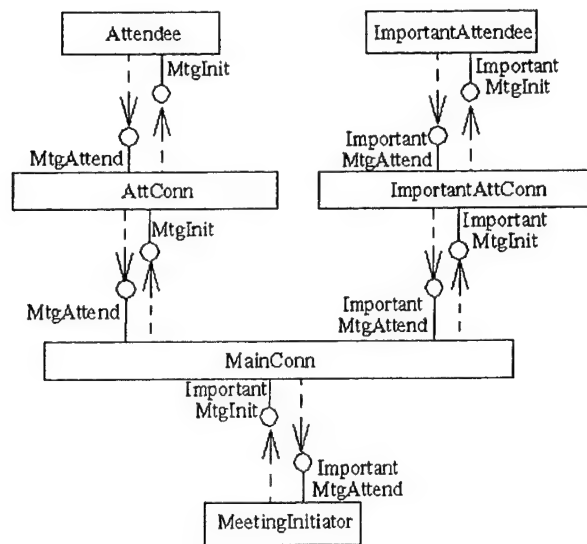 Attendee
ImportantAttendee
MtgInit
Important
MtgInit
MtgAttend
Important
MtgAttend
AttConn
ImportantAttConn
MtgInit
Important
MtgInit
MtgAttend
Important
MtgAttend
MainConn
Important
MtgInit
Important
MtgAttend
MeetingInitiator